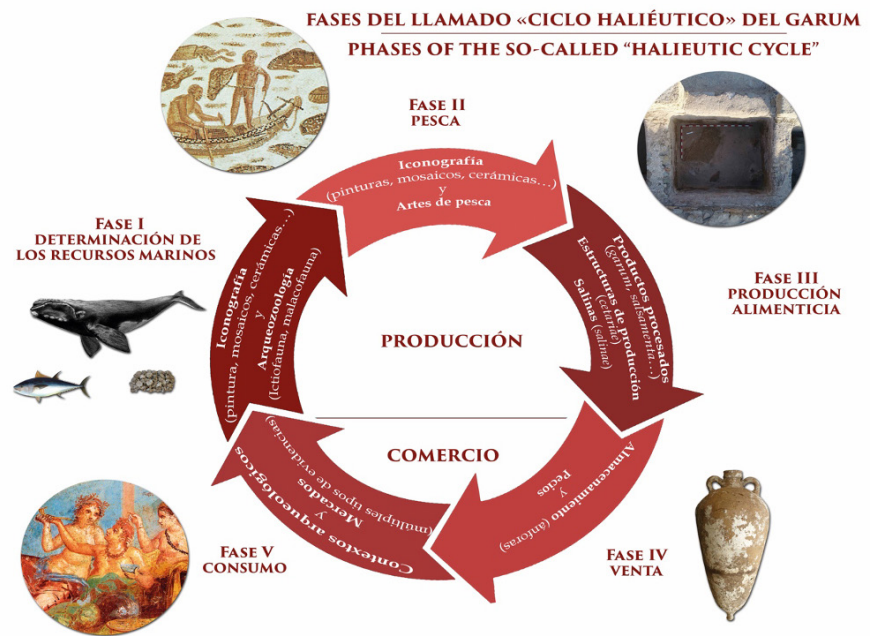 FASES DEL LLAMADO «CICLO HALIÉUTICO» DEL GARUM
PHASES OF THE SO-CALLED “HALIEUTIC CYCLE”
FASE I
DETERMINACIÓN DE
LOS RECURSOS MARINOS
Iconografía
(pintura, mosaicos, cerámicas...)
y
Arqueozoología
(Ictiofauna, malacofauna)
FASE II
PESCA
Iconografía
(pinturas, mosaicos, cerámicas...)
y
Artes de pesca
FASE III
PRODUCCIÓN
ALIMENTICIA
Productos procesados
(garum, salsamenta...)
Estructuras de producción
(cetariae)
Salinas (salinae)
PRODUCCIÓN
COMERCIO
FASE IV
VENTA
Almacenamiento (ánforas)
y
Pecios
FASE V
CONSUMO
Contextos arqueológicos
y
Mercados
(múltiples tipos de evidencias)